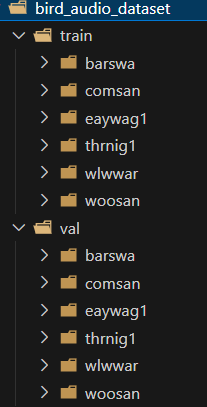 bird_audio_dataset
train
barswa
comsan
eaywag1
thrnig1
wlwwar
woosan
val
barswa
comsan
eaywag1
thrnig1
wlwwar
woosan